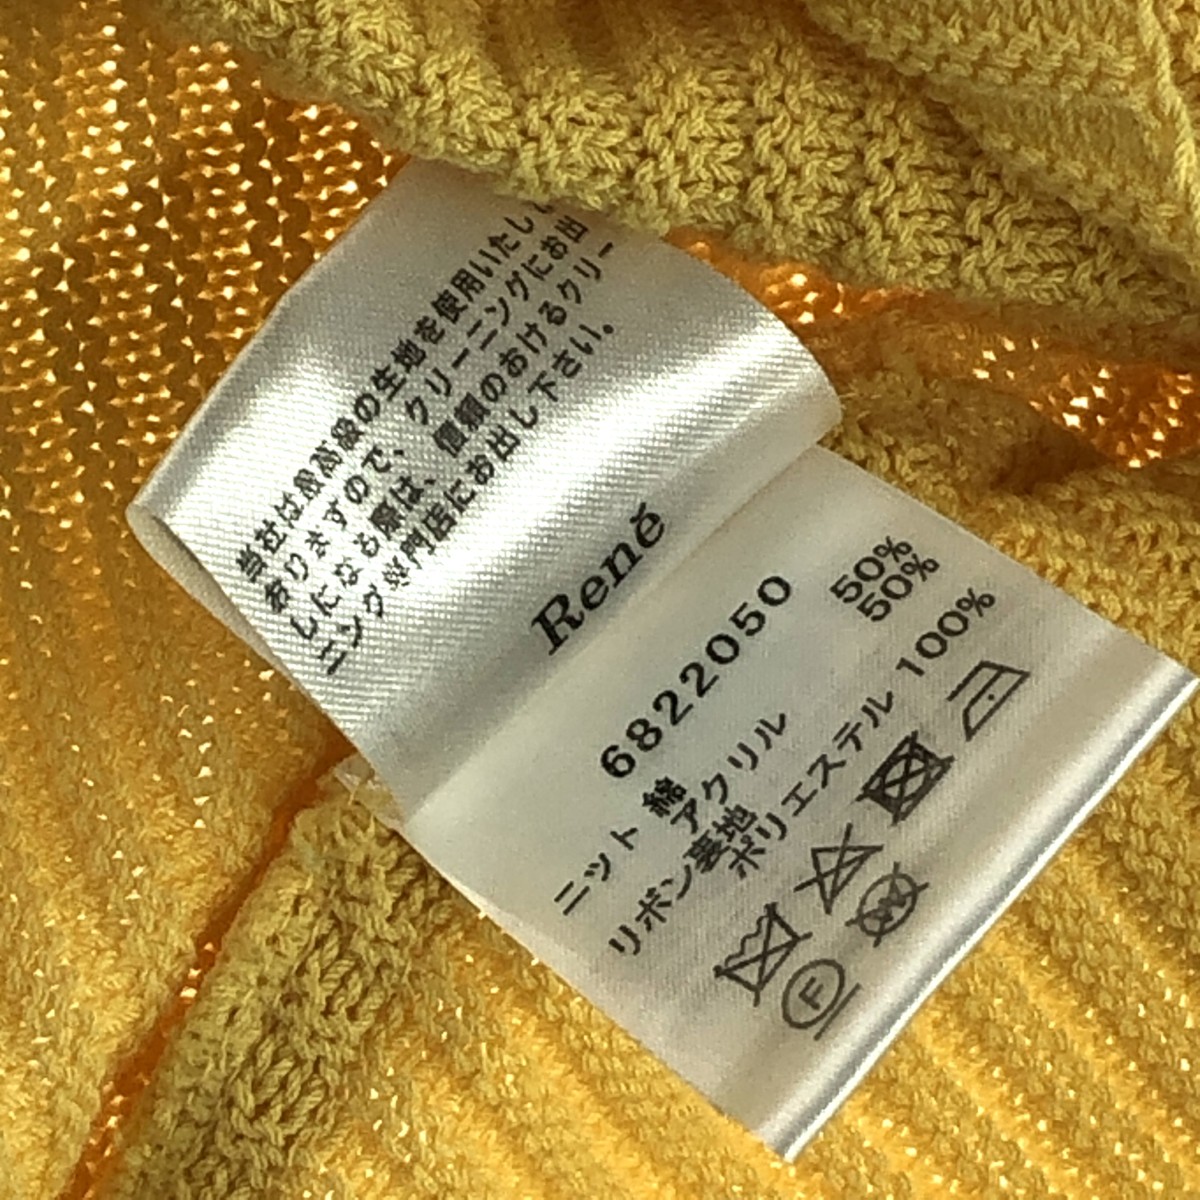 当社は最高級の生地を使用いたし
おりますので、クリーニングにお出
しになる際は、信頼のおけるクリー
ニング専門店にお出し下さい。
René
6822050
ニット 綿 50%
アクリル 50%
リボン裏地
ポリエステル 100%
F
W